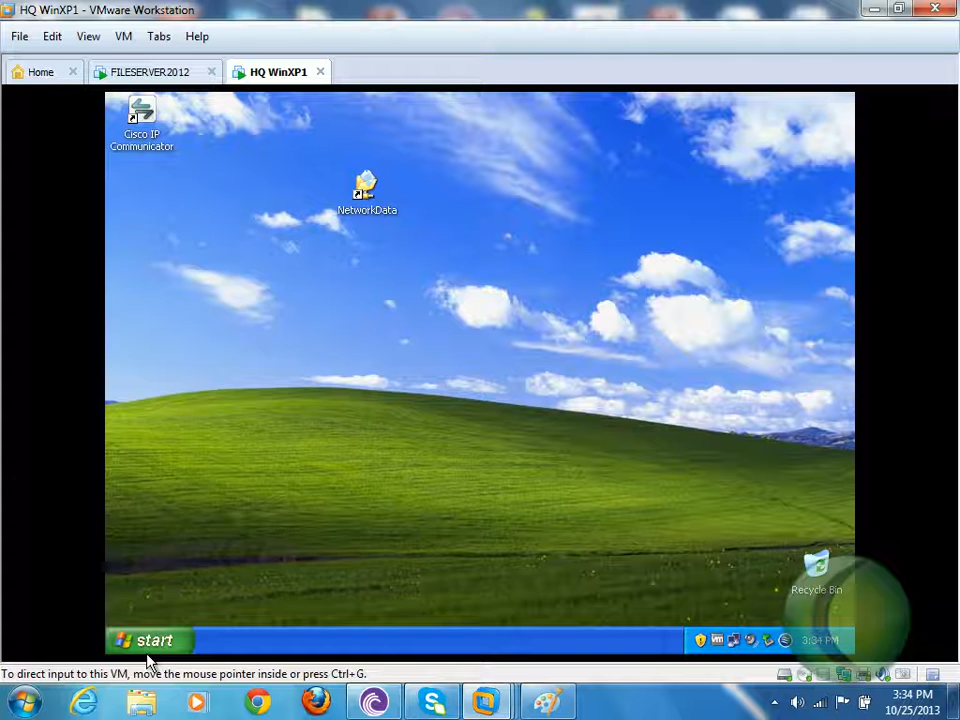 HQ WinXP1 - VMware Workstation
File Edit View VM Tabs Help
Home FILESERVER2012 HQ WinXP1
Cisco IP
Communicator
NetworkData
Recycle Bin
start 3:34 PM
To direct input to this VM, move the mouse pointer inside or press Ctrl+G.
3:34 PM
10/25/2013